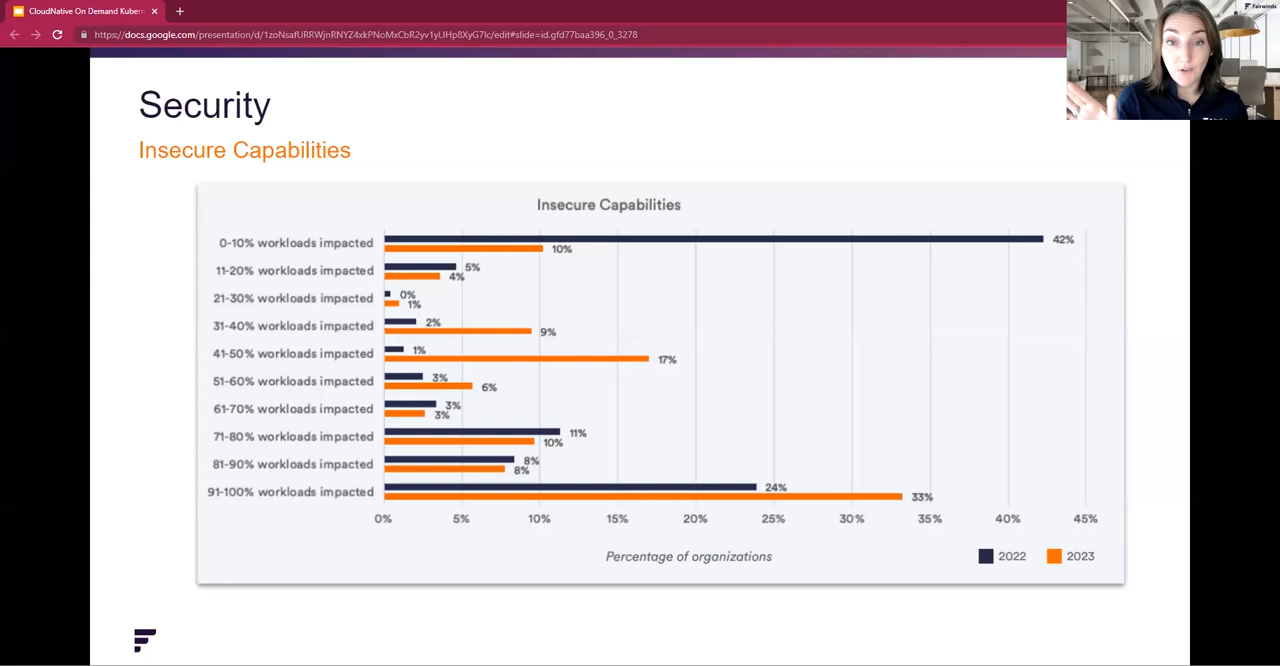 CloudNative On Demand Kubern
https://docs.google.com/presentation/d/1zoNsafURRWjnRNYZ4xkPNoMxCbR2yv1yLIHp8XyG7lc/edit#slide=id.gfd77baa396_0_3278
Fairwinds
Security
Insecure Capabilities
Insecure Capabilities
0-10% workloads impacted 42%
10%
11-20% workloads impacted 5%
4%
21-30% workloads impacted 0%
1%
31-40% workloads impacted 2%
9%
41-50% workloads impacted 1%
17%
51-60% workloads impacted 3%
6%
61-70% workloads impacted 3%
3%
71-80% workloads impacted 11%
10%
81-90% workloads impacted 8%
8%
91-100% workloads impacted 24%
33%
0% 5% 10% 15% 20% 25% 30% 35% 40% 45%
Percentage of organizations 2022 2023